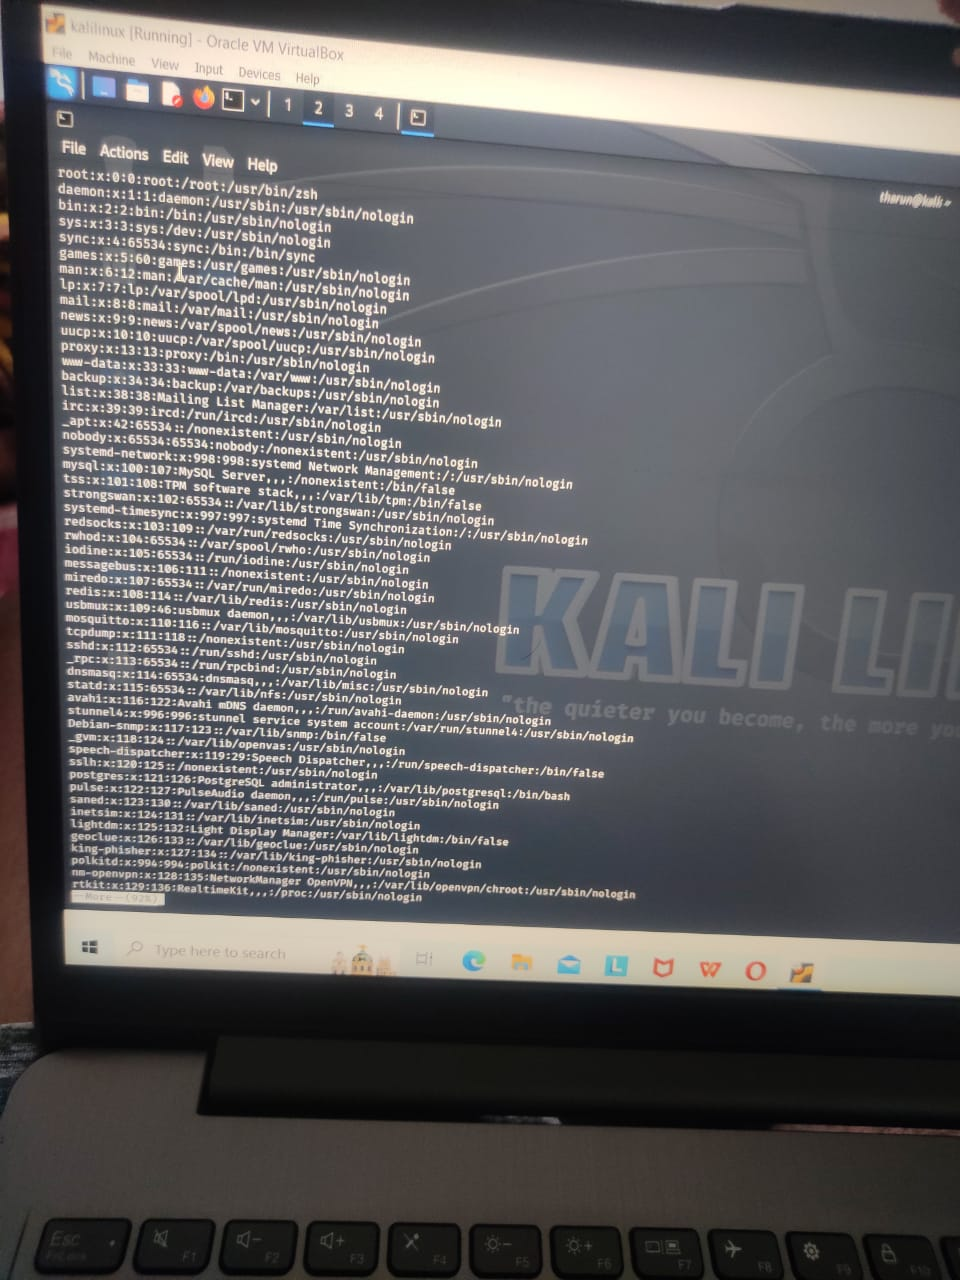 kalilinux [Running] - Oracle VM VirtualBox
File Machine View Input Devices Help
1 2 3 4
tharun@kali: ~
File Actions Edit View Help
root:x:0:0:root:/root:/usr/bin/zsh
daemon:x:1:1:daemon:/usr/sbin:/usr/sbin/nologin
bin:x:2:2:bin:/bin:/usr/sbin/nologin
sys:x:3:3:sys:/dev:/usr/sbin/nologin
sync:x:4:65534:sync:/bin:/bin/sync
games:x:5:60:games:/usr/games:/usr/sbin/nologin
man:x:6:12:man:/var/cache/man:/usr/sbin/nologin
lp:x:7:7:lp:/var/spool/lpd:/usr/sbin/nologin
mail:x:8:8:mail:/var/mail:/usr/sbin/nologin
news:x:9:9:news:/var/spool/news:/usr/sbin/nologin
uucp:x:10:10:uucp:/var/spool/uucp:/usr/sbin/nologin
proxy:x:13:13:proxy:/bin:/usr/sbin/nologin
www-data:x:33:33:www-data:/var/www:/usr/sbin/nologin
backup:x:34:34:backup:/var/backups:/usr/sbin/nologin
list:x:38:38:Mailing List Manager:/var/list:/usr/sbin/nologin
irc:x:39:39:ircd:/run/ircd:/usr/sbin/nologin
_apt:x:42:65534::/nonexistent:/usr/sbin/nologin
nobody:x:65534:65534:nobody:/nonexistent:/usr/sbin/nologin
systemd-network:x:998:998:systemd Network Management:/:/usr/sbin/nologin
mysql:x:100:107:MySQL Server,,,:/nonexistent:/bin/false
tss:x:101:108:TPM software stack,,,:/var/lib/tpm:/bin/false
strongswan:x:102:65534::/var/lib/strongswan:/usr/sbin/nologin
systemd-timesync:x:997:997:systemd Time Synchronization:/:/usr/sbin/nologin
redsocks:x:103:109::/var/run/redsocks:/usr/sbin/nologin
rwhod:x:104:65534::/var/spool/rwho:/usr/sbin/nologin
iodine:x:105:65534::/run/iodine:/usr/sbin/nologin
messagebus:x:106:111::/nonexistent:/usr/sbin/nologin
miredo:x:107:65534::/var/run/miredo:/usr/sbin/nologin
redis:x:108:114::/var/lib/redis:/usr/sbin/nologin
usbmux:x:109:46:usbmux daemon,,,:/var/lib/usbmux:/usr/sbin/nologin
mosquitto:x:110:116::/var/lib/mosquitto:/usr/sbin/nologin
tcpdump:x:111:118::/nonexistent:/usr/sbin/nologin
sshd:x:112:65534::/run/sshd:/usr/sbin/nologin
_rpc:x:113:65534::/run/rpcbind:/usr/sbin/nologin
dnsmasq:x:114:65534:dnsmasq,,,:/var/lib/misc:/usr/sbin/nologin
statd:x:115:65534::/var/lib/nfs:/usr/sbin/nologin
avahi:x:116:122:Avahi mDNS daemon,,,:/run/avahi-daemon:/usr/sbin/nologin
stunnel4:x:996:996:stunnel service system account:/var/run/stunnel4:/usr/sbin/nologin
Debian-snmp:x:117:123::/var/lib/snmp:/bin/false
_gvm:x:118:124::/var/lib/openvas:/usr/sbin/nologin
speech-dispatcher:x:119:29:Speech Dispatcher,,,:/run/speech-dispatcher:/bin/false
sslh:x:120:125::/nonexistent:/usr/sbin/nologin
postgres:x:121:126:PostgreSQL administrator,,,:/var/lib/postgresql:/bin/bash
pulse:x:122:127:PulseAudio daemon,,,:/run/pulse:/usr/sbin/nologin
saned:x:123:130::/var/lib/saned:/usr/sbin/nologin
inetsim:x:124:131::/var/lib/inetsim:/usr/sbin/nologin
lightdm:x:125:132:Light Display Manager:/var/lib/lightdm:/bin/false
geoclue:x:126:133::/var/lib/geoclue:/usr/sbin/nologin
king-phisher:x:127:134::/var/lib/king-phisher:/usr/sbin/nologin
polkitd:x:994:994:polkit:/nonexistent:/usr/sbin/nologin
nm-openvpn:x:128:135:NetworkManager OpenVPN,,,:/var/lib/openvpn/chroot:/usr/sbin/nologin
rtkit:x:129:136:RealtimeKit,,,:/proc:/usr/sbin/nologin
--More--(92%)
KALI LI
"the quieter you become, the more yo
Type here to search
Esc F1 F2 F3 F4 F5 F6 F7 F8 F9 F10
FnLock